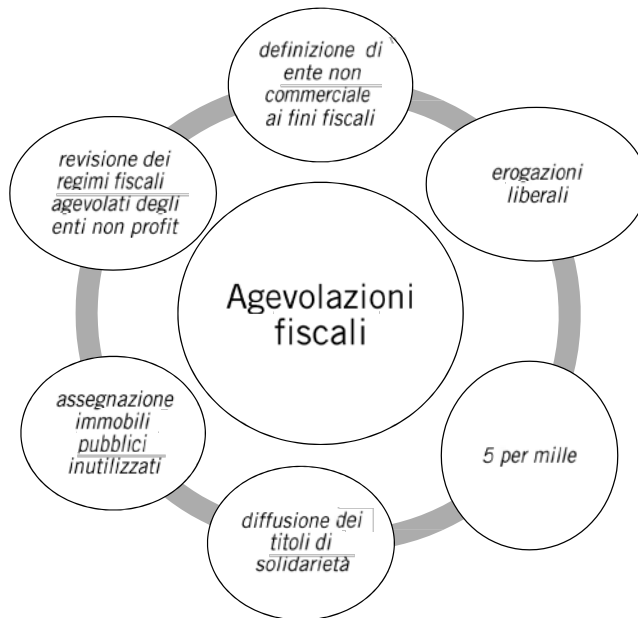 definizione di
ente non
commerciale
ai fini fiscali
erogazioni
liberali
5 per mille
diffusione dei
titoli di
solidarietà
assegnazione
immobili
pubblici
inutilizzati
revisione dei
regimi fiscali
agevolati degli
enti non profit
Agevolazioni
fiscali